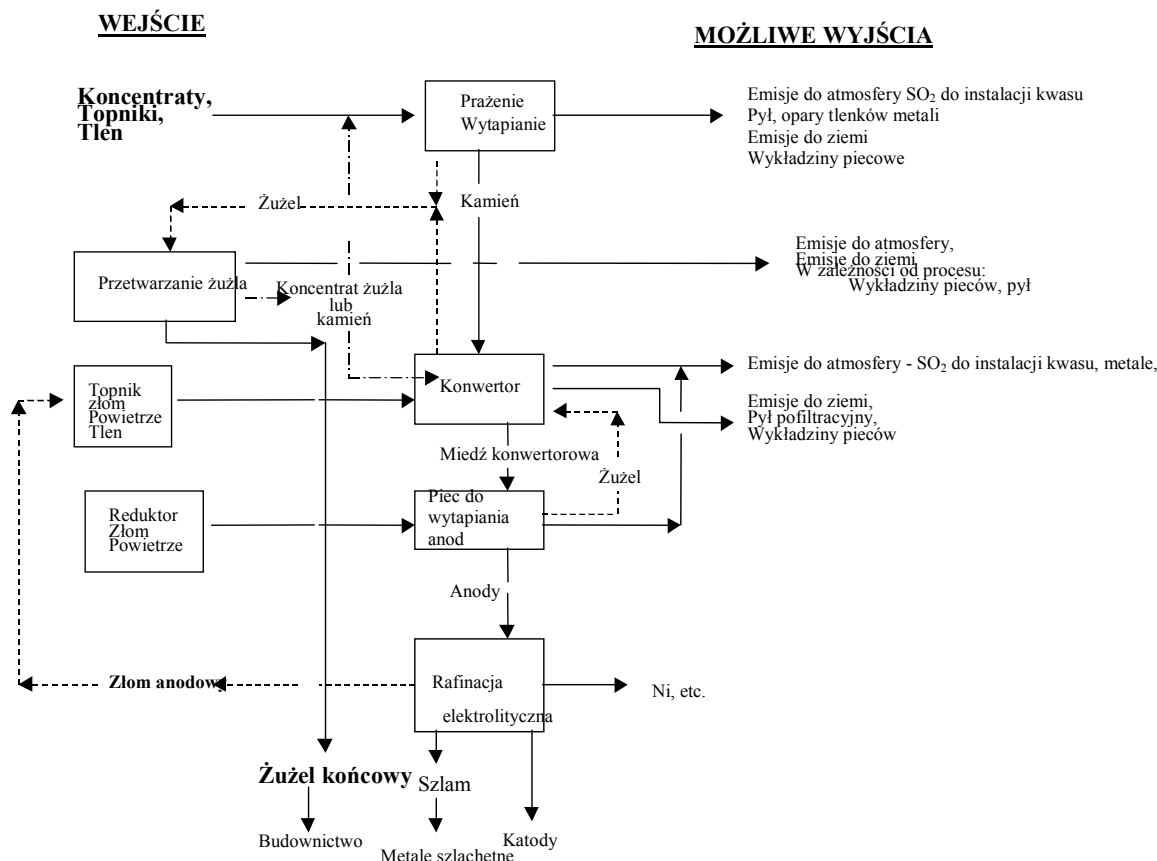 WEJŚCIE
MOŻLIWE WYJŚCIA
Koncentraty,
Topniki,
Tlen
Prażenie
Wytapianie
Emisje do atmosfery SO₂ do instalacji kwasu
Pył, opary tlenków metali
Emisje do ziemi
Wykładziny piecowe
Żużel
Kamień
Przetwarzanie żużla
Koncentrat żużla
lub
kamień
Emisje do atmosfery,
Emisje do ziemi
W zależności od procesu:
Wykładziny pieców, pył
Topnik
złom
Powietrze
Tlen
Konwertor
Emisje do atmosfery - SO₂ do instalacji kwasu, metale,
Emisje do ziemi,
Pył pofiltracyjny,
Wykładziny pieców
Miedź konwertorowa
Żużel
Reduktor
Złom
Powietrze
Piec do
wytapiania
anod
Anody
Złom anodowy
Rafinacja
elektrolityczna
Ni, etc.
Żużel końcowy
Szlam
Budownictwo
Metale szlachetne
Katody